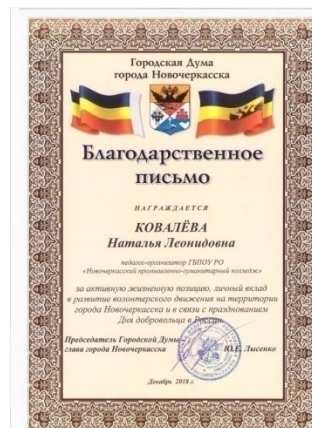 Городская Дума
города Новочеркасска
Благодарственное
письмо
НАГРАЖДАЕТСЯ
КОВАЛЁВА
Наталья Леонидовна
педагог-организатор ГБПОУ РО
«Новочеркасский промышленно-гуманитарный колледж»
за активную жизненную позицию, личный вклад
в развитие волонтерского движения на территории
города Новочеркасска и в связи с празднованием
Дня добровольца в России.
Председатель Городской Думы–
глава города Новочеркасска Ю.Е. Лысенко
Декабрь 2018 г.